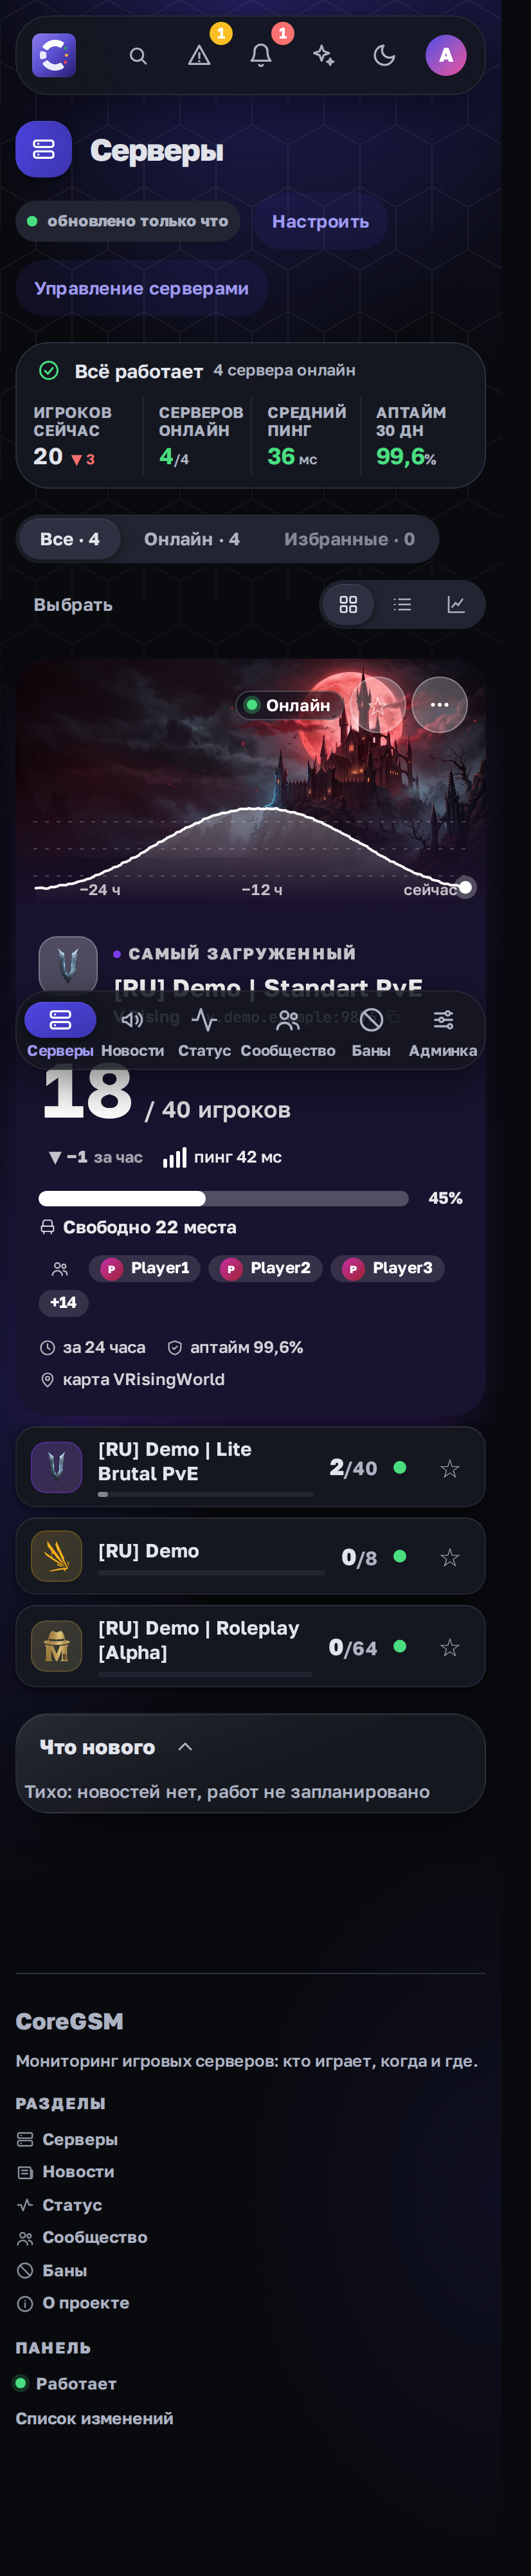 1
1
A
Серверы
обновлено только что
Настроить
Управление серверами
Всё работает 4 сервера онлайн
ИГРОКОВ СЕЙЧАС
20 ▼ 3
СЕРВЕРОВ ОНЛАЙН
4/4
СРЕДНИЙ ПИНГ
36 мс
АПТАЙМ 30 ДН
99,6%
Все · 4
Онлайн · 4
Избранные · 0
Выбрать
Онлайн
−24 ч
−12 ч
сейчас
САМЫЙ ЗАГРУЖЕННЫЙ
[RU] Demo | Standart PvE
V Rising
Серверы
Новости
Статус
Сообщество
Баны
Админка
18 / 40 игроков
▼ −1 за час
пинг 42 мс
45%
Свободно 22 места
P Player1
P Player2
P Player3
+14
за 24 часа
аптайм 99,6%
карта VRisingWorld
[RU] Demo | Lite
Brutal PvE
2/40
[RU] Demo
0/8
[RU] Demo | Roleplay
[Alpha]
0/64
Что нового
Тихо: новостей нет, работ не запланировано
CoreGSM
Мониторинг игровых серверов: кто играет, когда и где.
РАЗДЕЛЫ
Серверы
Новости
Статус
Сообщество
Баны
О проекте
ПАНЕЛЬ
Работает
Список изменений